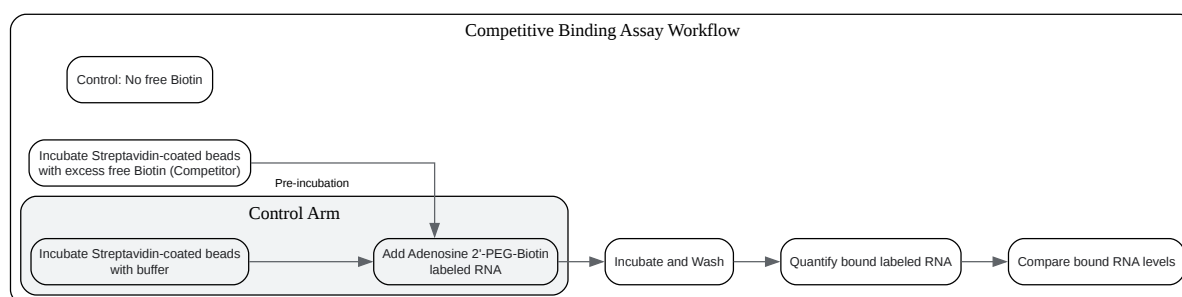 Competitive Binding Assay Workflow
Control: No free Biotin
Incubate Streptavidin-coated beads
with excess free Biotin (Competitor)
Pre-incubation
Control Arm
Incubate Streptavidin-coated beads
with buffer
Add Adenosine 2'-PEG-Biotin
labeled RNA
Incubate and Wash
Quantify bound labeled RNA
Compare bound RNA levels